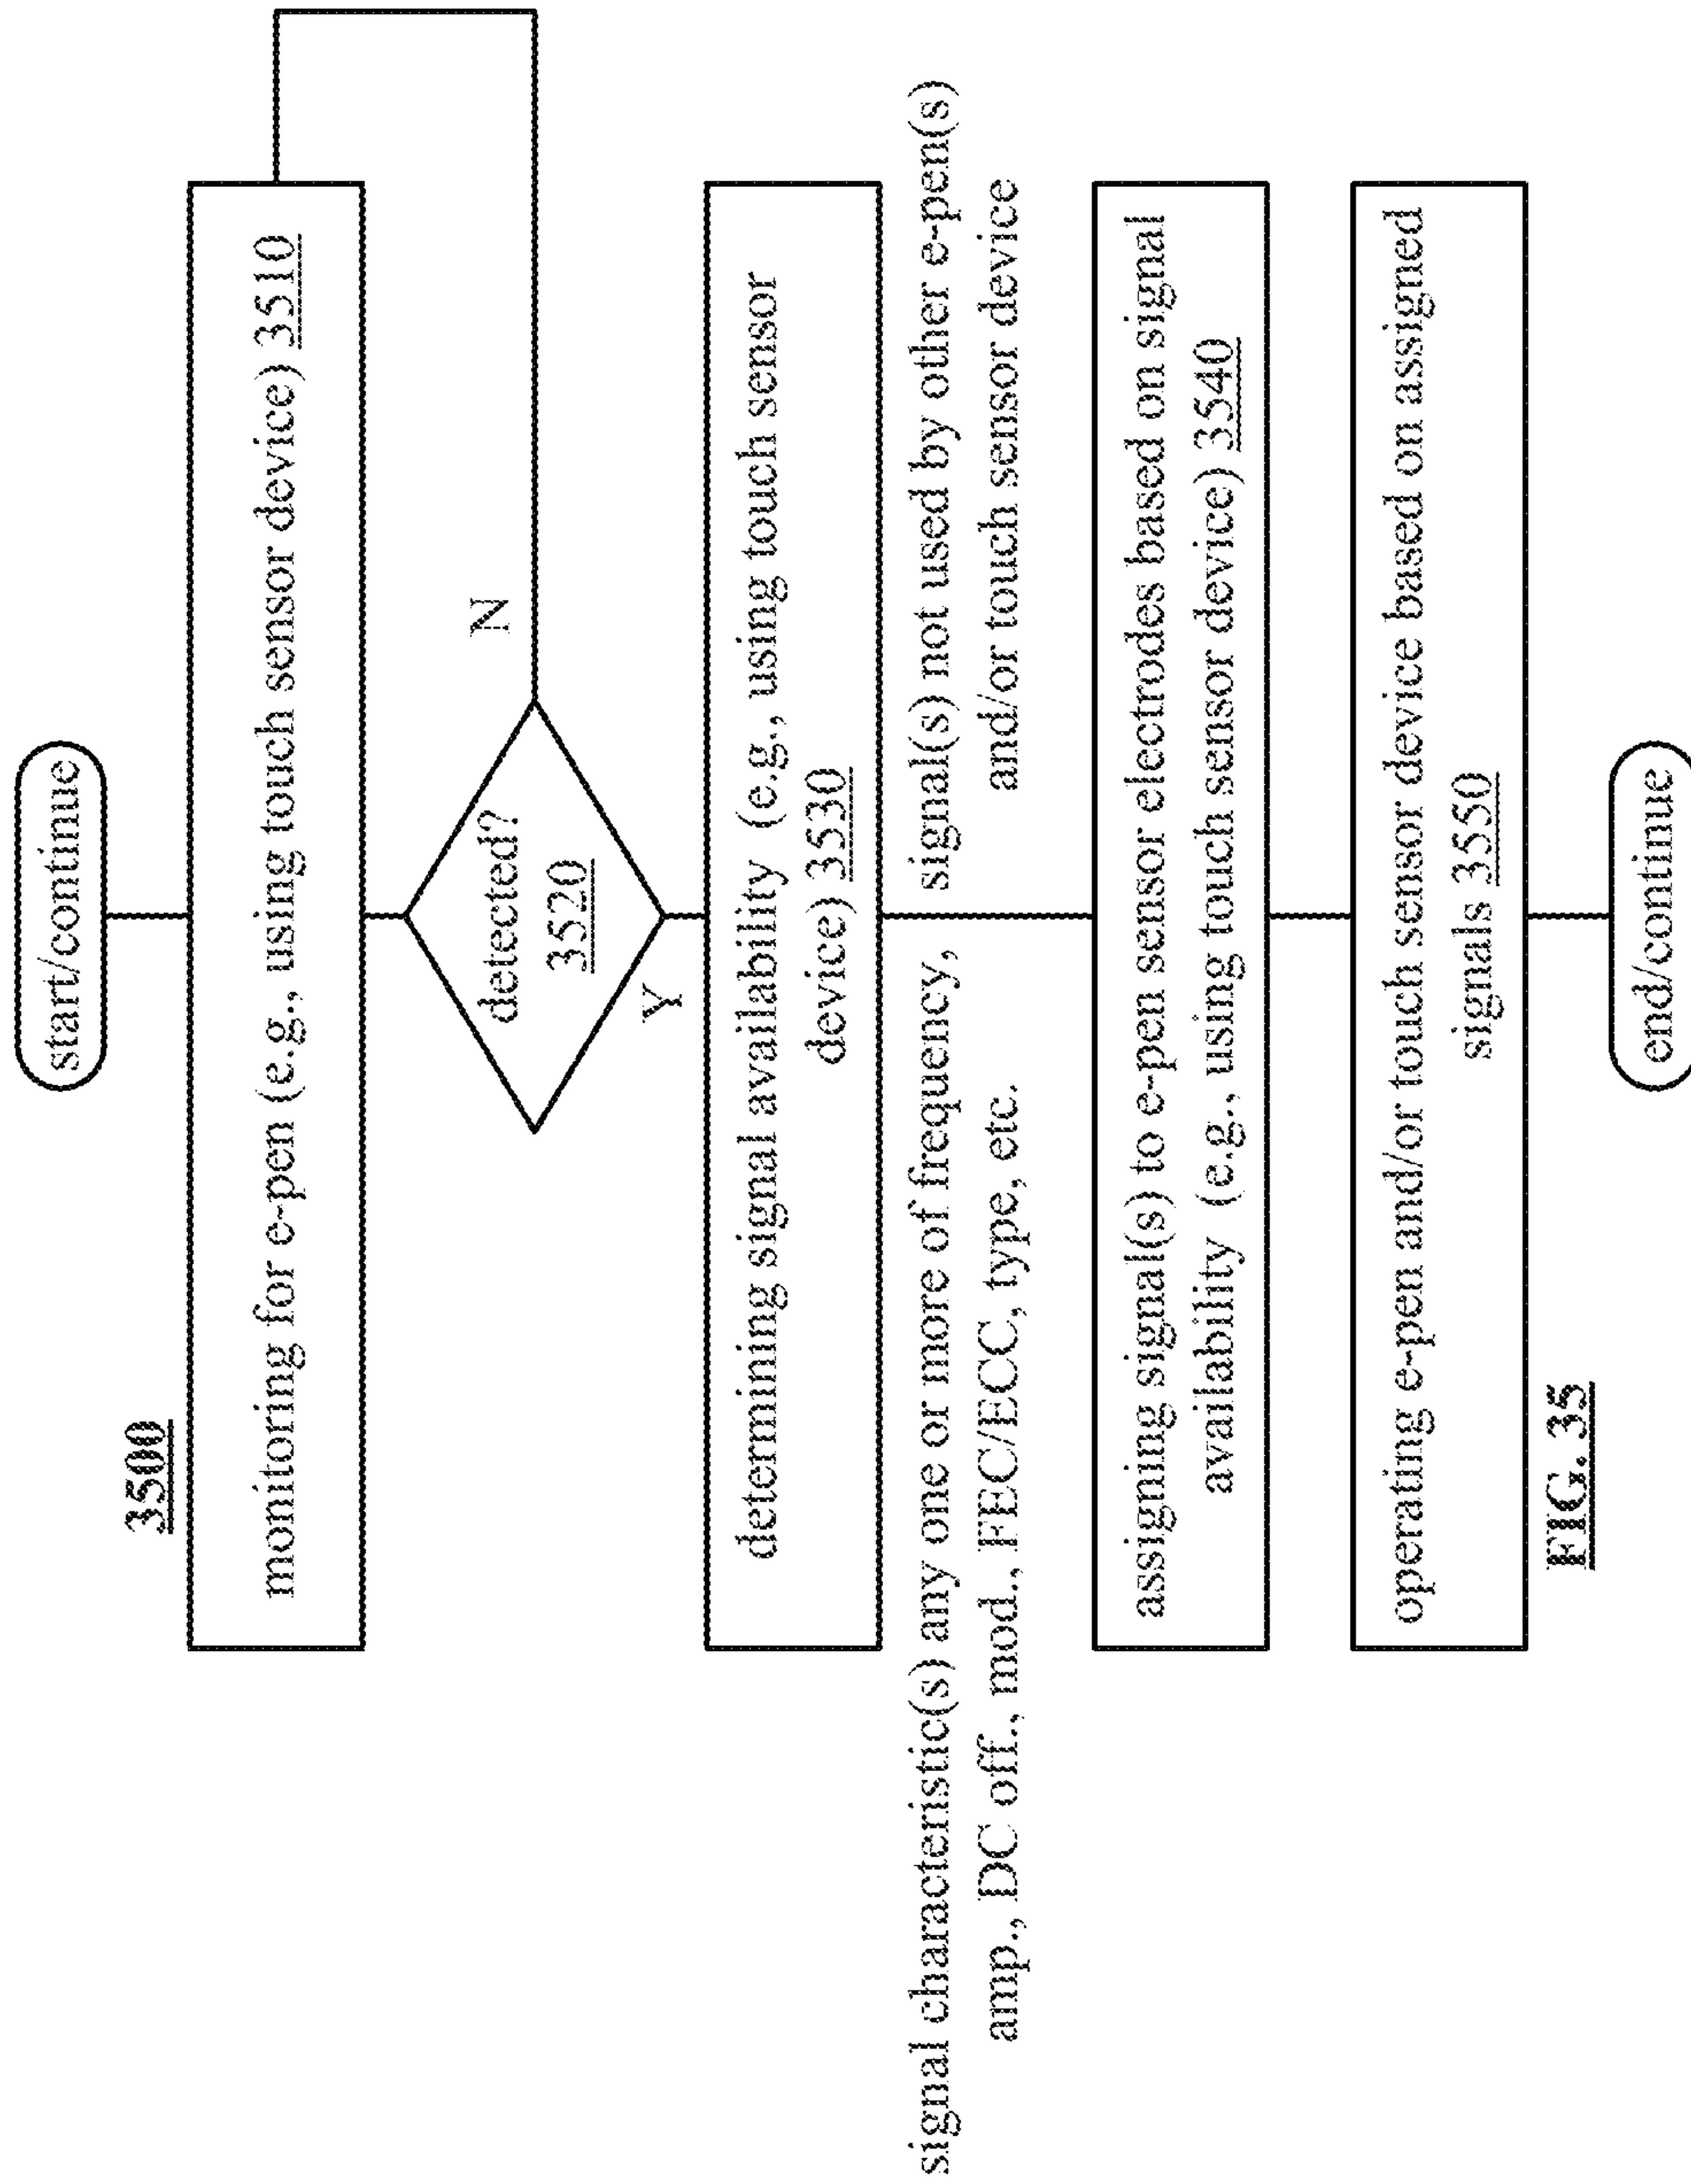 start/continue
3500
monitoring for e-pen (e.g., using touch sensor device) 3510
detected?
3520
N
Y
determining signal availability (e.g., using touch sensor
device) 3530
signal characteristic(s) any one or more of frequency,
amp., DC off., mod., FEC/ECC, type, etc.
signal(s) not used by other e-pen(s)
and/or touch sensor device
assigning signal(s) to e-pen sensor electrodes based on signal
availability (e.g., using touch sensor device) 3540
operating e-pen and/or touch sensor device based on assigned
signals 3550
FIG. 35
end/continue